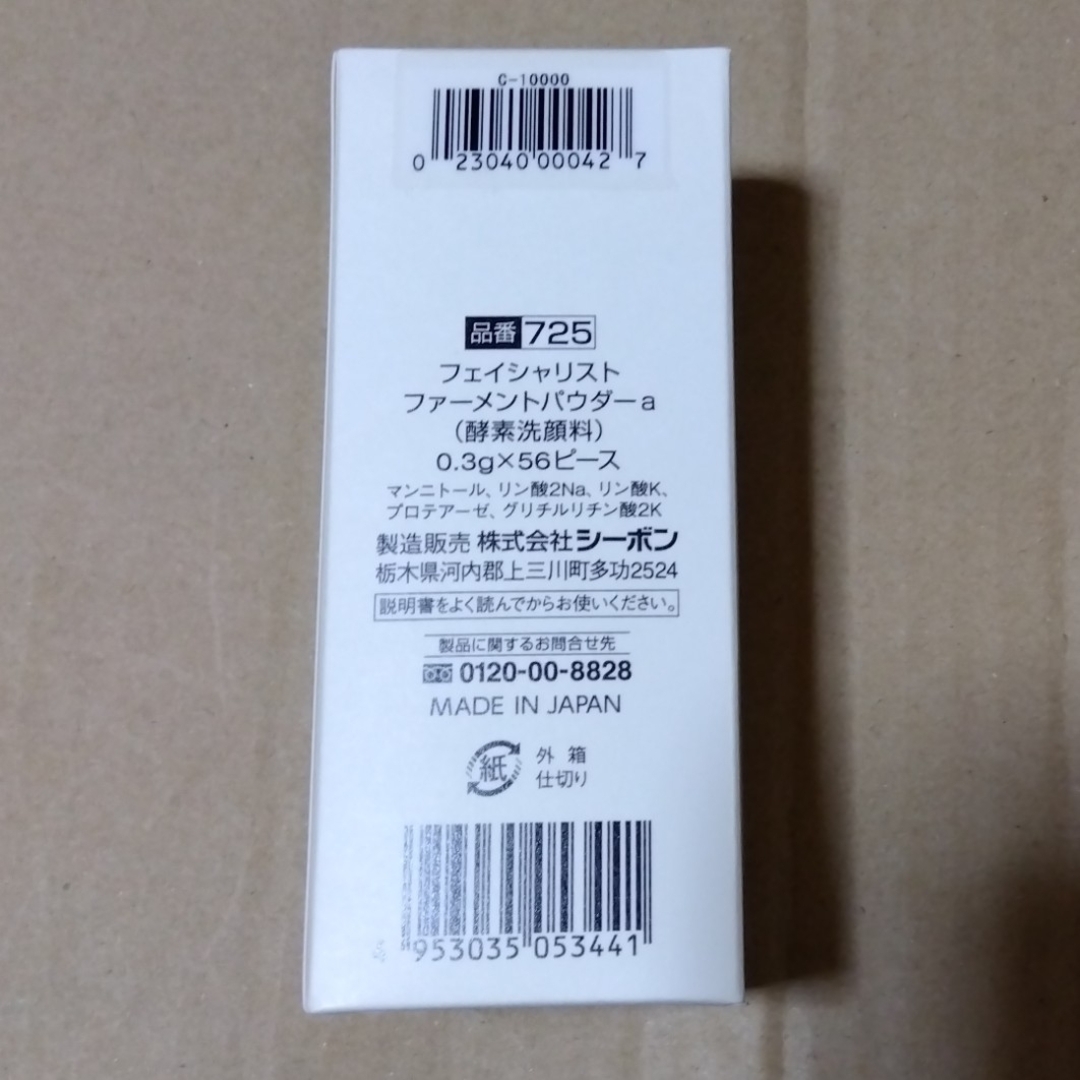 C-10000
0 23040 00042 7
品番 725
フェイシャリスト
ファーメントパウダーa
(酵素洗顔料)
0.3g×56ピース
マンニトール、リン酸2Na、リン酸K、
プロテアーゼ、グリチルリチン酸2K
製造販売 株式会社シーボン
栃木県河内郡上三川町多功2524
説明書をよく読んでからお使いください。
製品に関するお問合せ先
0120-00-8828
MADE IN JAPAN
紙 外箱
仕切り
953035 053441